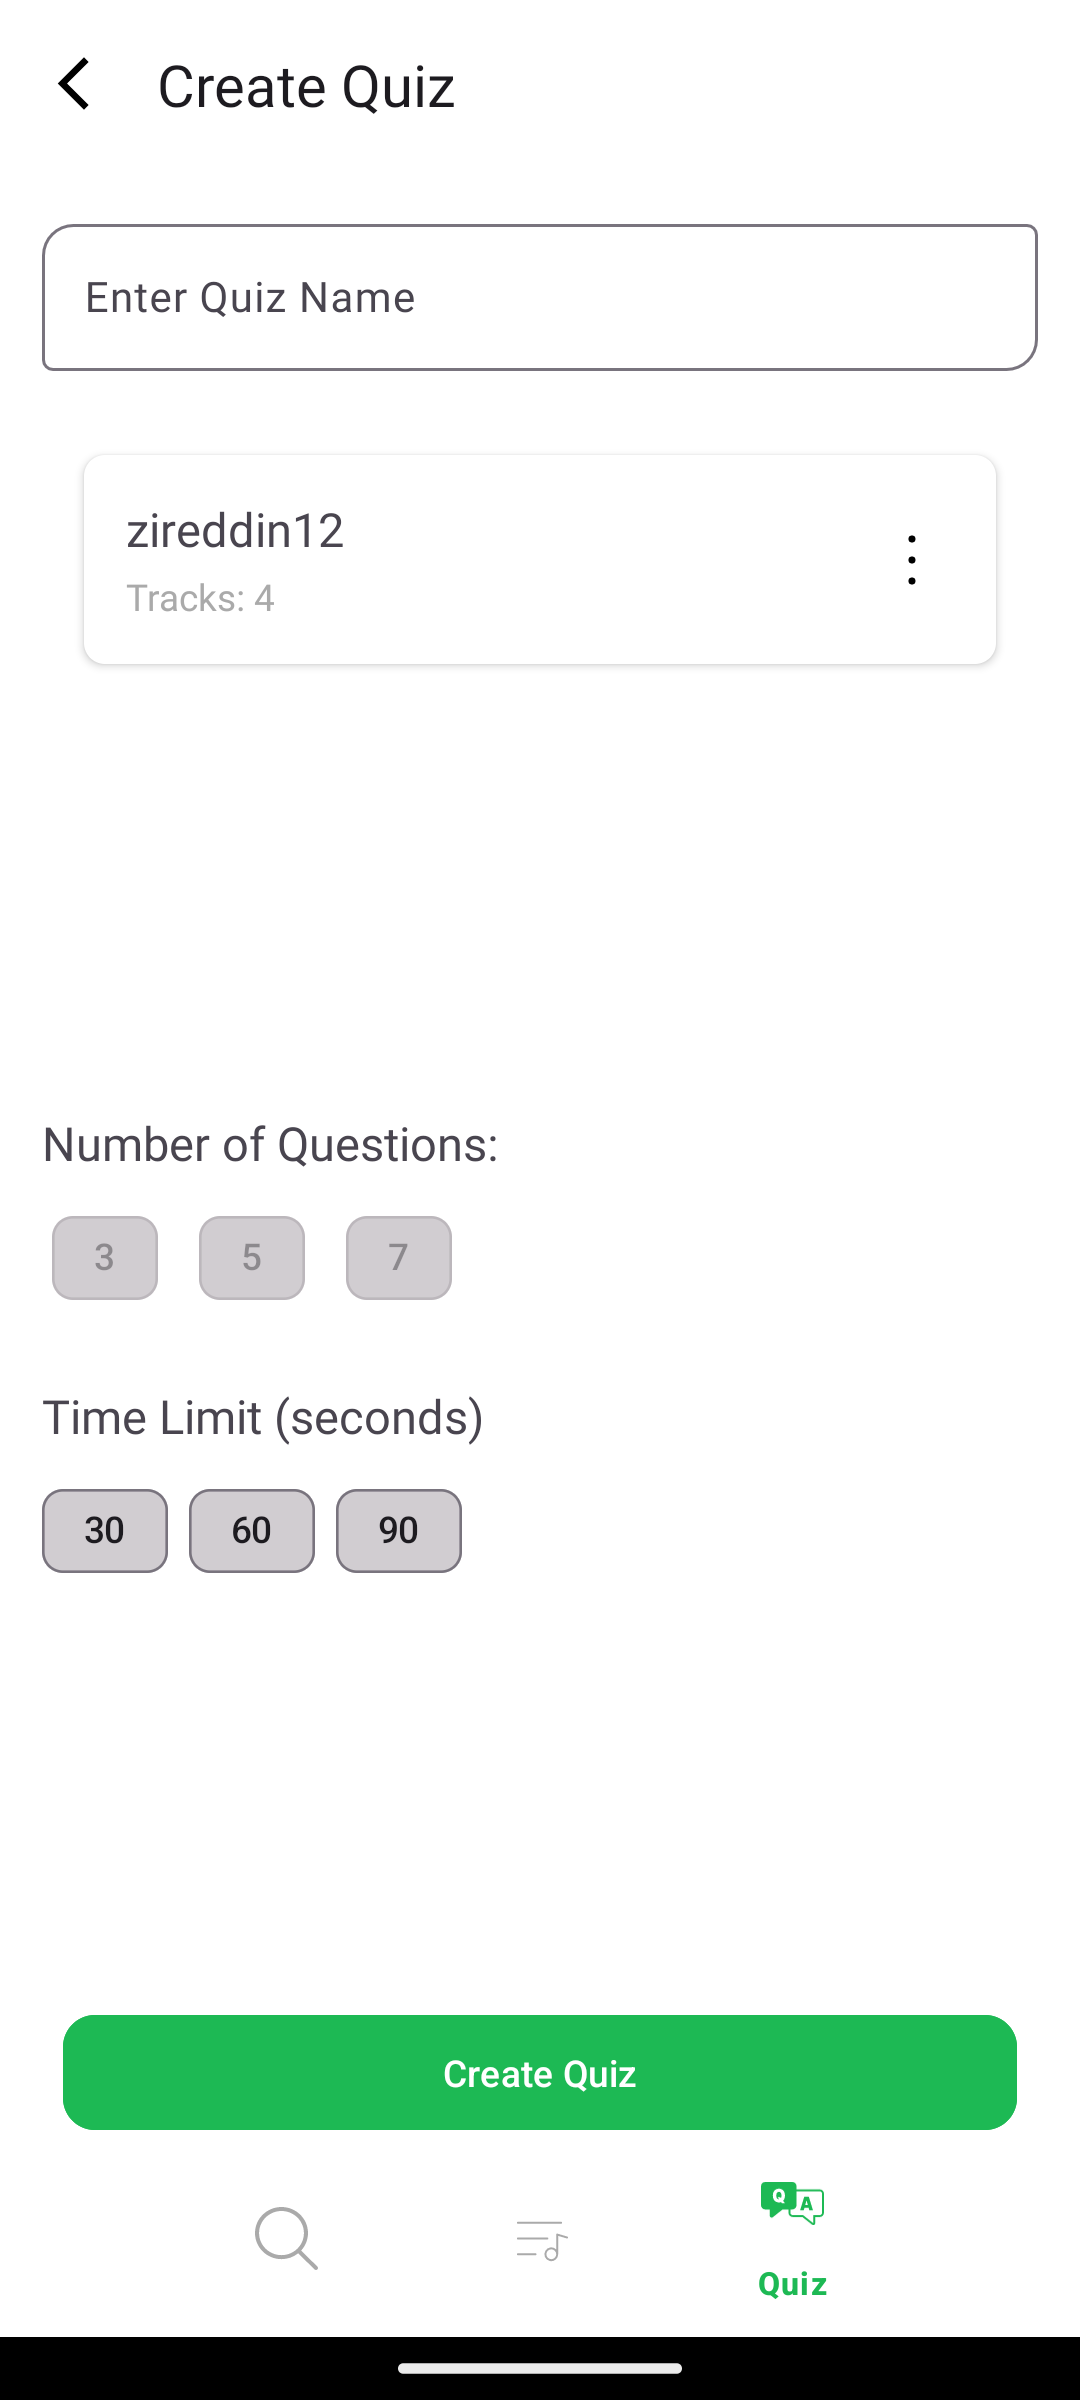 Create Quiz
Enter Quiz Name
zireddin12
Tracks: 4
Number of Questions:
3 5 7
Time Limit (seconds)
30 60 90
Create Quiz
Q A
Quiz